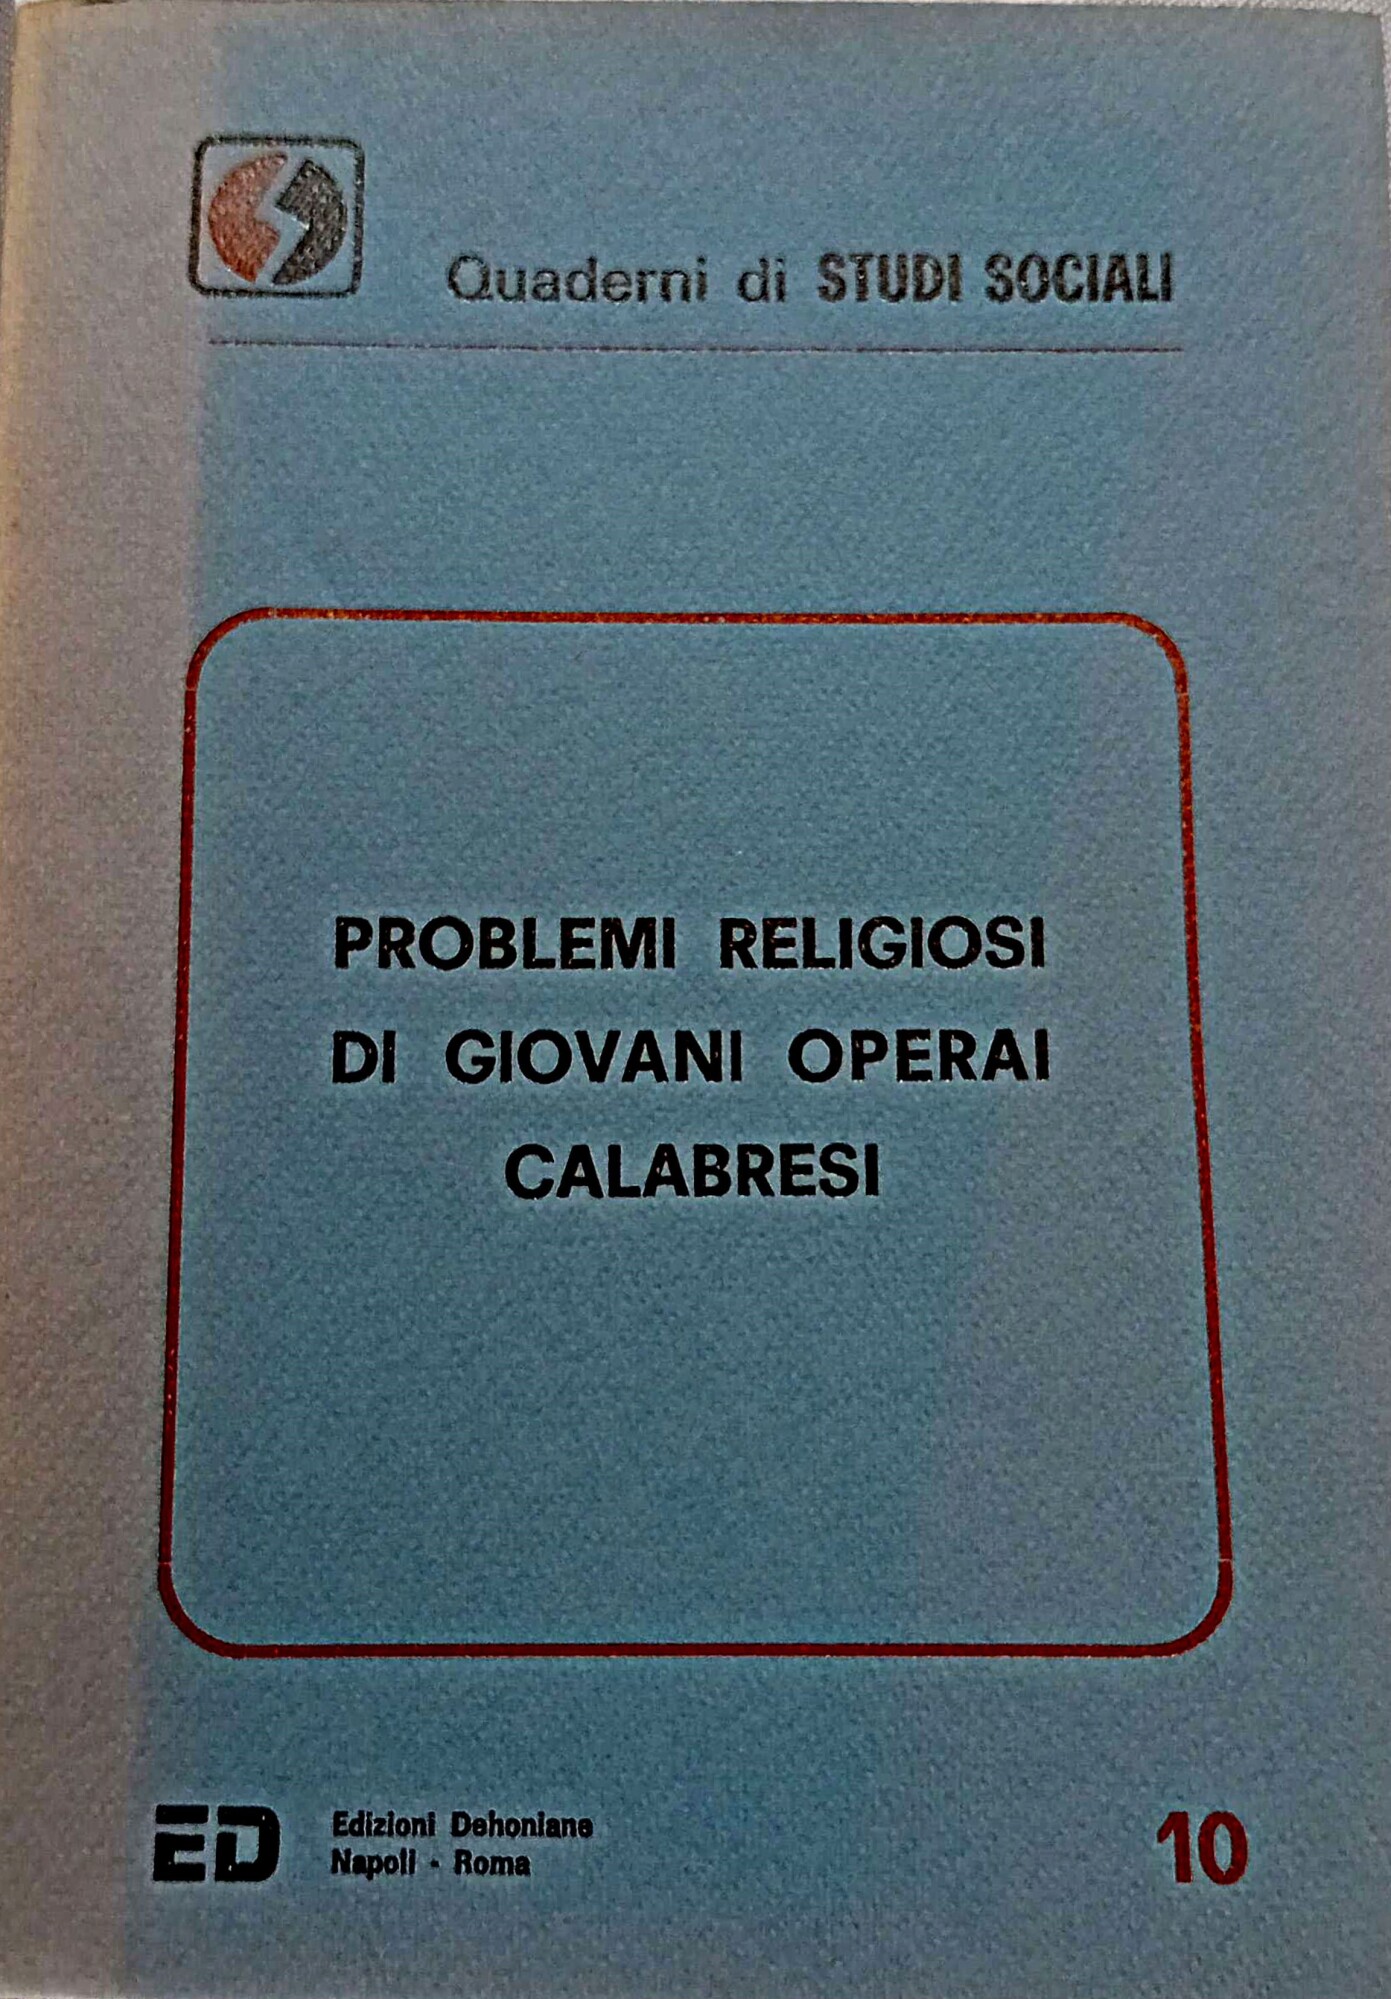 Quaderni di STUDI SOCIALI
PROBLEMI RELIGIOSI
DI GIOVANI OPERAI
CALABRESI
ED
Edizioni Dehoniane
Napoli - Roma
10